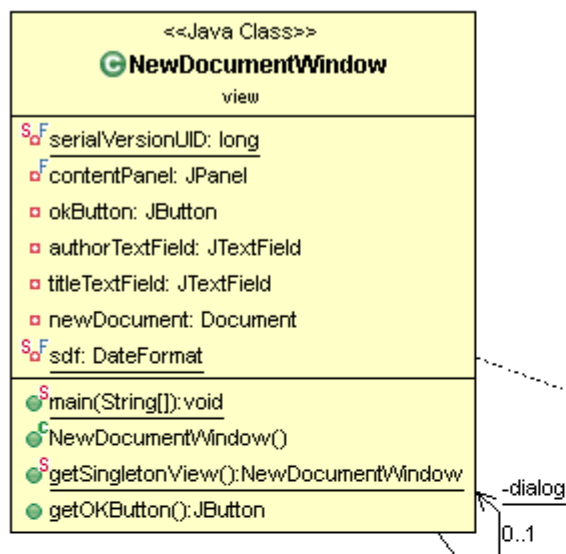 <<Java Class>>
NewDocumentWindow
view
serialVersionUID: long
contentPanel: JPanel
okButton: JButton
authorTextField: JTextField
titleTextField: JTextField
newDocument: Document
sdf: DateFormat
main(String[]):void
NewDocumentWindow()
getSingletonView():NewDocumentWindow
getOKButton():JButton
-dialog
0..1